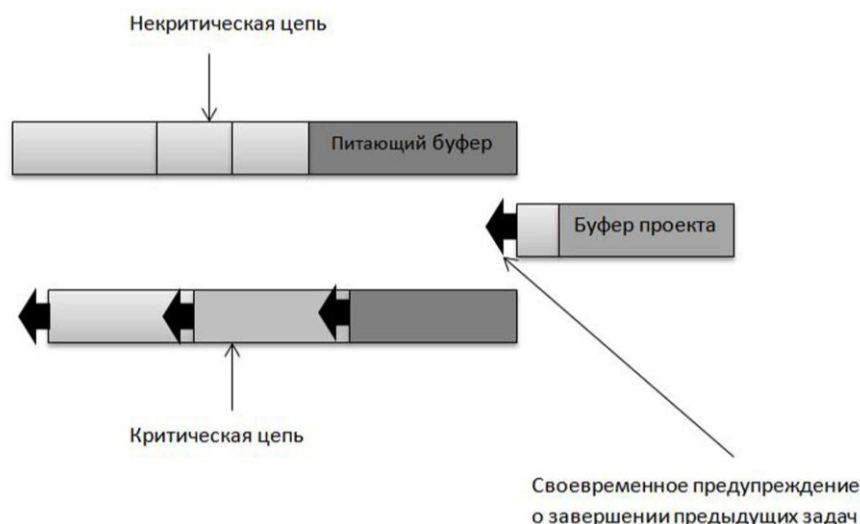 Некритическая цепь
Питающий буфер
Буфер проекта
Критическая цепь
Своевременное предупреждение
о завершении предыдущих задач